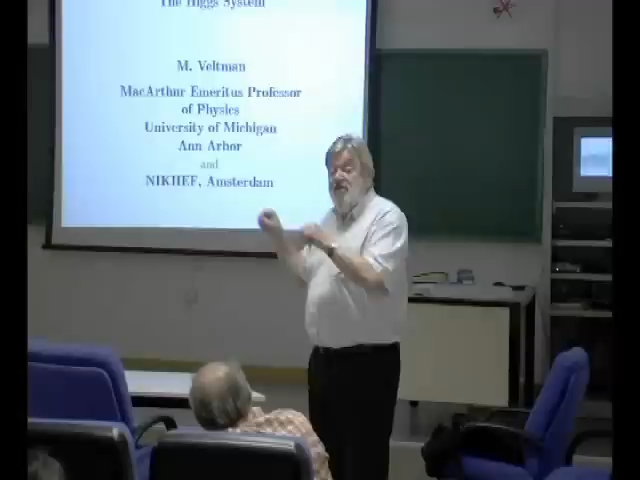 The Higgs System
M. Veltman
MacArthur Emeritus Professor
of Physics
University of Michigan
Ann Arbor
and
NIKHEF, Amsterdam